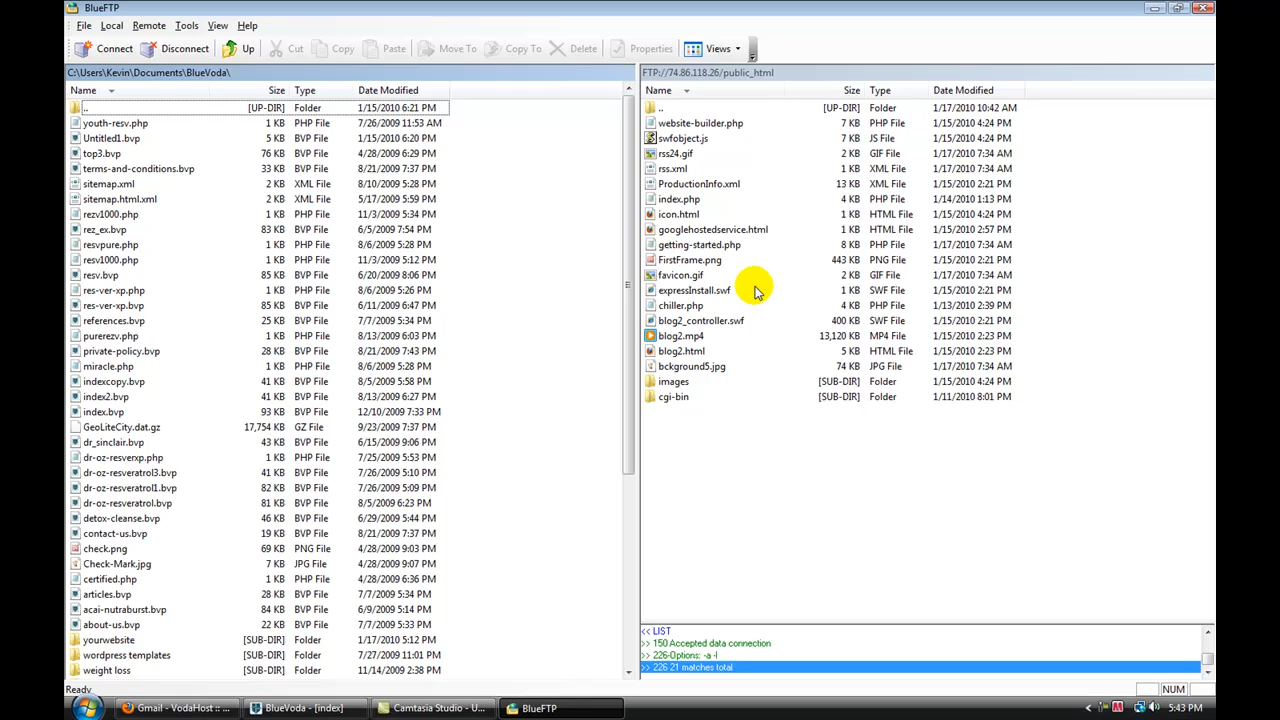 BlueFTP
File Local Remote Tools View Help
Connect Disconnect Up Cut Copy Paste Move To Copy To Delete Properties Views
C:\Users\Kevin\Documents\BlueVoda\
Name Size Type Date Modified
.. [UP-DIR] Folder 1/15/2010 6:21 PM
youth-resv.php 1 KB PHP File 7/26/2009 11:53 AM
Untitled1.bvp 5 KB BVP File 1/15/2010 6:20 PM
top3.bvp 76 KB BVP File 4/28/2009 6:29 PM
terms-and-conditions.bvp 33 KB BVP File 8/21/2009 7:37 PM
sitemap.xml 2 KB XML File 8/10/2009 5:28 PM
sitemap.html.xml 2 KB XML File 5/17/2009 5:59 PM
rezv1000.php 1 KB PHP File 11/3/2009 5:34 PM
rez_ex.bvp 83 KB BVP File 6/5/2009 7:54 PM
resvpure.php 1 KB PHP File 8/6/2009 5:28 PM
resv1000.php 1 KB PHP File 11/3/2009 5:12 PM
resv.bvp 85 KB BVP File 6/20/2009 8:06 PM
res-ver-xp.php 1 KB PHP File 8/6/2009 5:26 PM
res-ver-xp.bvp 85 KB BVP File 6/11/2009 6:47 PM
references.bvp 25 KB BVP File 7/7/2009 5:34 PM
purerezv.php 1 KB PHP File 8/13/2009 6:03 PM
private-policy.bvp 28 KB BVP File 8/21/2009 7:43 PM
miracle.php 1 KB PHP File 8/6/2009 5:28 PM
indexcopy.bvp 41 KB BVP File 8/5/2009 5:58 PM
index2.bvp 41 KB BVP File 8/13/2009 6:27 PM
index.bvp 93 KB BVP File 12/10/2009 7:33 PM
GeoLiteCity.dat.gz 17,754 KB GZ File 9/23/2009 7:37 PM
dr_sinclair.bvp 43 KB BVP File 6/15/2009 9:06 PM
dr-oz-resverxp.php 1 KB PHP File 7/25/2009 5:53 PM
dr-oz-resveratrol3.bvp 41 KB BVP File 7/26/2009 5:10 PM
dr-oz-resveratrol1.bvp 82 KB BVP File 7/26/2009 5:09 PM
dr-oz-resveratrol.bvp 81 KB BVP File 8/5/2009 6:23 PM
detox-cleanse.bvp 46 KB BVP File 6/29/2009 5:44 PM
contact-us.bvp 19 KB BVP File 8/21/2009 7:37 PM
check.png 69 KB PNG File 4/28/2009 9:03 PM
Check-Mark.jpg 7 KB JPG File 4/28/2009 9:07 PM
certified.php 1 KB PHP File 4/28/2009 6:36 PM
articles.bvp 28 KB BVP File 7/7/2009 5:34 PM
acai-nutraburst.bvp 84 KB BVP File 6/9/2009 5:14 PM
about-us.bvp 22 KB BVP File 7/7/2009 5:33 PM
yourwebsite [SUB-DIR] Folder 1/17/2010 5:12 PM
wordpress templates [SUB-DIR] Folder 7/27/2009 11:01 PM
weight loss [SUB-DIR] Folder 11/14/2009 2:38 PM
FTP://74.86.118.26/public_html
Name Size Type Date Modified
.. [UP-DIR] Folder 1/17/2010 10:42 AM
website-builder.php 7 KB PHP File 1/15/2010 4:24 PM
swfobject.js 7 KB JS File 1/15/2010 4:24 PM
rss24.gif 2 KB GIF File 1/17/2010 7:34 AM
rss.xml 1 KB XML File 1/17/2010 7:34 AM
ProductionInfo.xml 13 KB XML File 1/15/2010 2:21 PM
index.php 4 KB PHP File 1/14/2010 1:13 PM
icon.html 1 KB HTML File 1/15/2010 4:24 PM
googlehostedservice.html 1 KB HTML File 1/15/2010 2:57 PM
getting-started.php 8 KB PHP File 1/15/2010 4:24 PM
FirstFrame.png 443 KB PNG File 1/15/2010 2:21 PM
favicon.gif 2 KB GIF File 1/17/2010 7:34 AM
expressInstall.swf 1 KB SWF File 1/15/2010 2:21 PM
chiller.php 4 KB PHP File 1/13/2010 2:39 PM
blog2_controller.swf 400 KB SWF File 1/15/2010 2:21 PM
blog2.mp4 13,120 KB MP4 File 1/15/2010 2:23 PM
blog2.html 5 KB HTML File 1/15/2010 2:23 PM
bckground5.jpg 74 KB JPG File 1/17/2010 7:34 AM
images [SUB-DIR] Folder 1/15/2010 4:24 PM
cgi-bin [SUB-DIR] Folder 1/11/2010 8:01 PM
<< LIST
>> 150 Accepted data connection
>> 226-Options: -a -l
>> 226 21 matches total
Ready NUM
Gmail - VodaHost :: ... BlueVoda - [index] Camtasia Studio - U... BlueFTP 5:43 PM